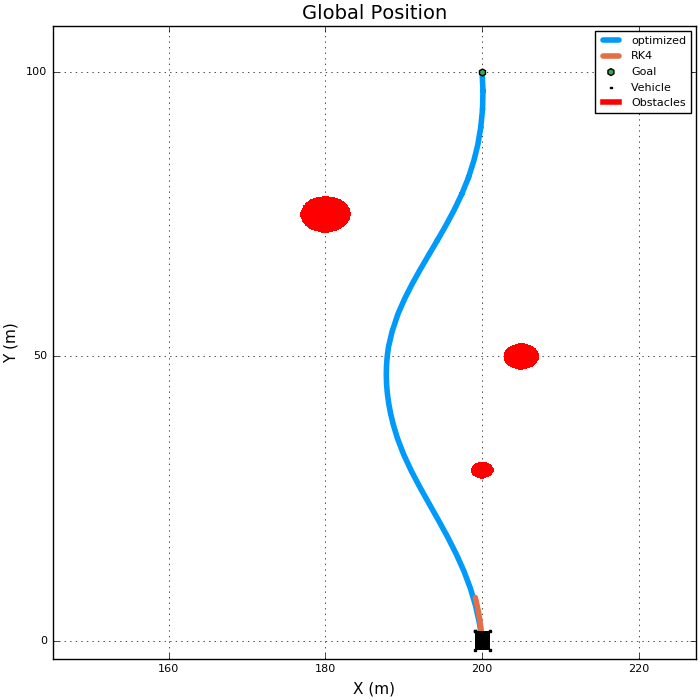 Global Position
optimized
RK4
Goal
Vehicle
Obstacles
100
50
0
Y (m)
160 180 200 220
X (m)